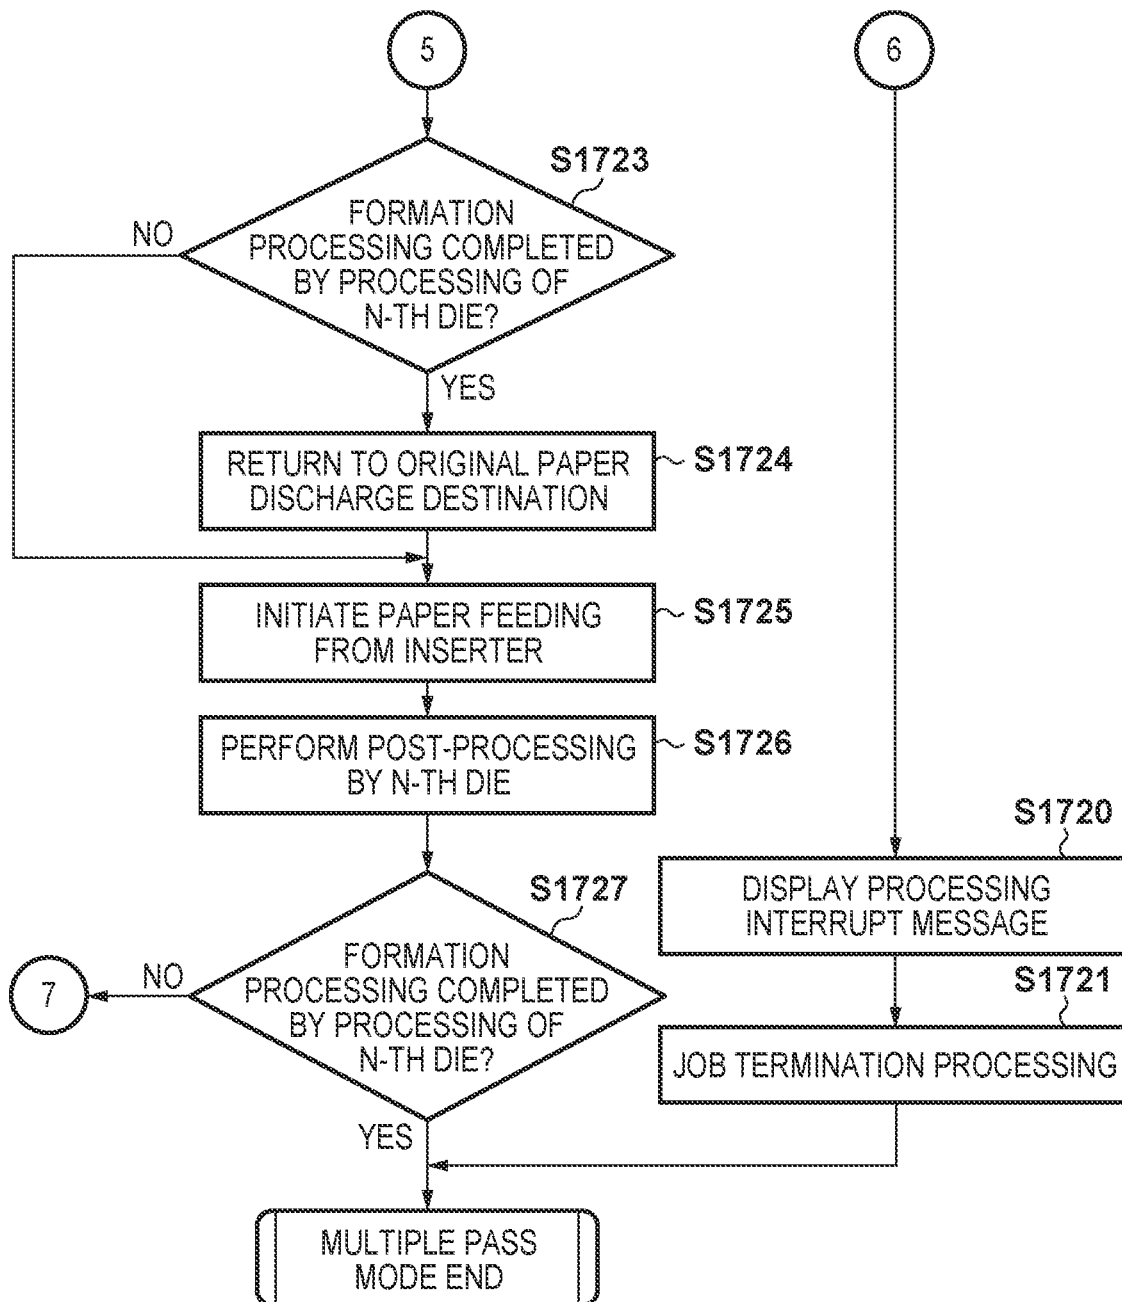 5
6
S1723
FORMATION
PROCESSING COMPLETED
BY PROCESSING OF
N-TH DIE?
NO
YES
RETURN TO ORIGINAL PAPER
DISCHARGE DESTINATION
S1724
INITIATE PAPER FEEDING
FROM INSERTER
S1725
PERFORM POST-PROCESSING
BY N-TH DIE
S1726
S1720
DISPLAY PROCESSING
INTERRUPT MESSAGE
S1727
FORMATION
PROCESSING COMPLETED
BY PROCESSING OF
N-TH DIE?
NO
7
S1721
JOB TERMINATION PROCESSING
YES
MULTIPLE PASS
MODE END